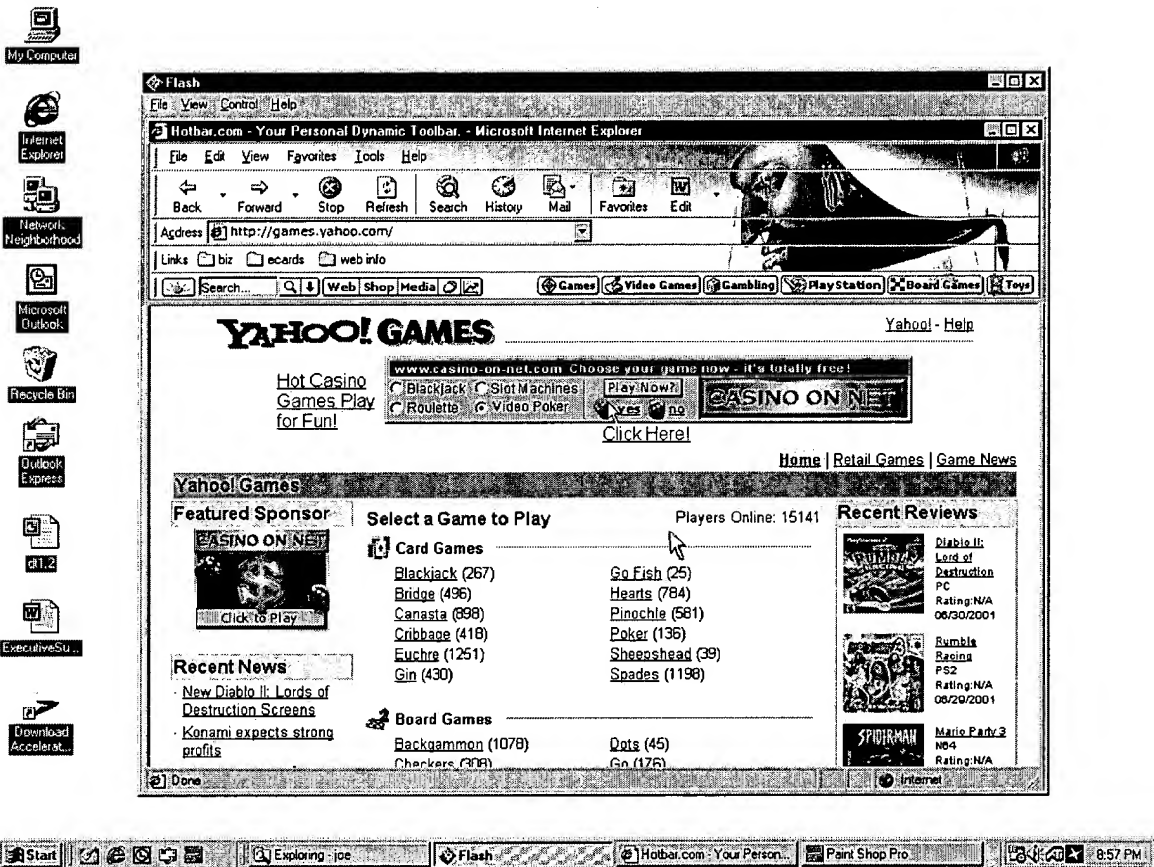 My Computer
Internet
Explorer
Network
Neighborhood
Microsoft
Outlook
Recycle Bin
Outlook
Express
dt1.2
ExecutiveSu...
Download
Accelerat...
Flash
File View Control Help
Hotbar.com - Your Personal Dynamic Toolbar. - Microsoft Internet Explorer
File Edit View Favorites Tools Help
Back Forward Stop Refresh Search History Mail Favorites Edit
Address http://games.yahoo.com/
Links biz ecards web info
Search... Web Shop Media Games Video Games Gambling PlayStation Board Games Toys
YAHOO! GAMES
Yahoo! - Help
Hot Casino
Games Play
for Fun!
www.casino-on-net.com Choose your game now - it's totally free!
Blackjack Slot Machines Play Now?
Roulette Video Poker yes no
CASINO ON NET
Click Here!
Home | Retail Games | Game News
Yahoo! Games
Featured Sponsor
CASINO ON NET
Click to Play
Recent News
· New Diablo II: Lords of
Destruction Screens
· Konami expects strong
profits
Select a Game to Play
Players Online: 15141
Card Games
Blackjack (267) Go Fish (25)
Bridge (496) Hearts (784)
Canasta (898) Pinochle (581)
Cribbage (418) Poker (136)
Euchre (1251) Sheepshead (39)
Gin (430) Spades (1198)
Board Games
Backgammon (1078) Dots (45)
Checkers (308) Go (176)
Recent Reviews
Diablo II:
Lord of
Destruction
PC
Rating:N/A
06/30/2001
Rumble
Racing
PS2
Rating:N/A
06/29/2001
SPIDERMAN
Mario Party 3
N64
Rating:N/A
Done
Internet
Start Exploring - joe Flash Hotbar.com - Your Person... Paint Shop Pro 8:57 PM